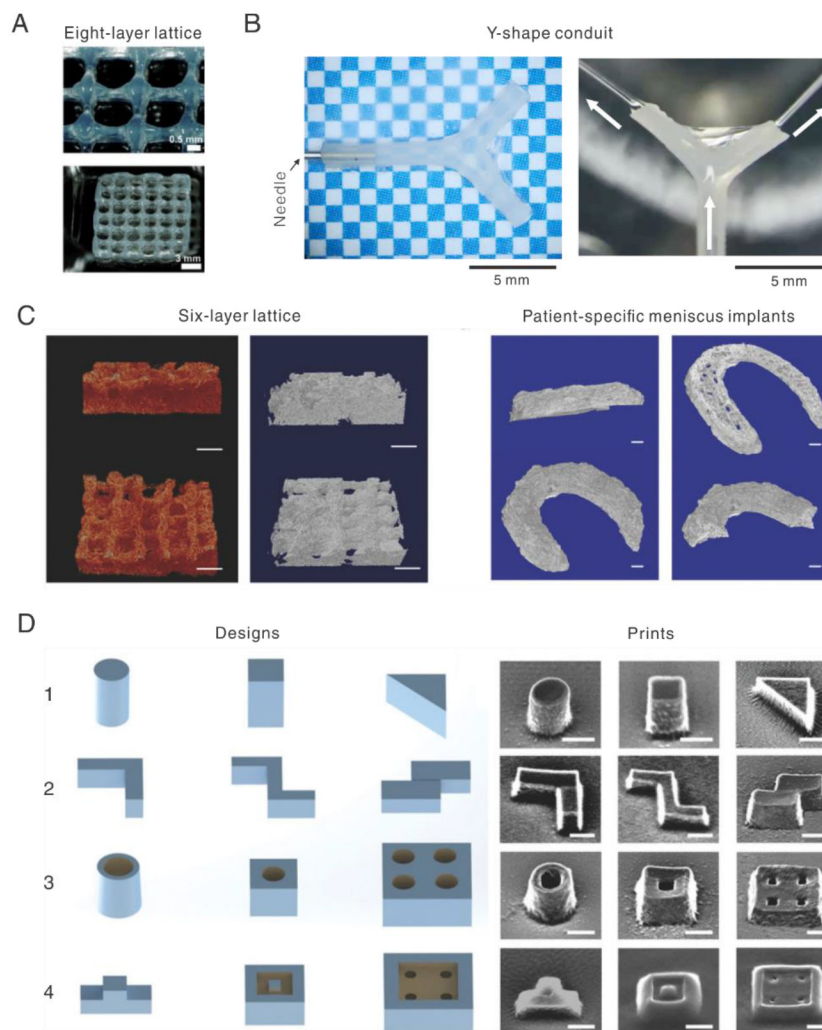 A
Eight-layer lattice
0.5 mm
3 mm
B
Y-shape conduit
Needle
5 mm
5 mm
C
Six-layer lattice
Patient-specific meniscus implants
D
Designs
Prints
1
2
3
4